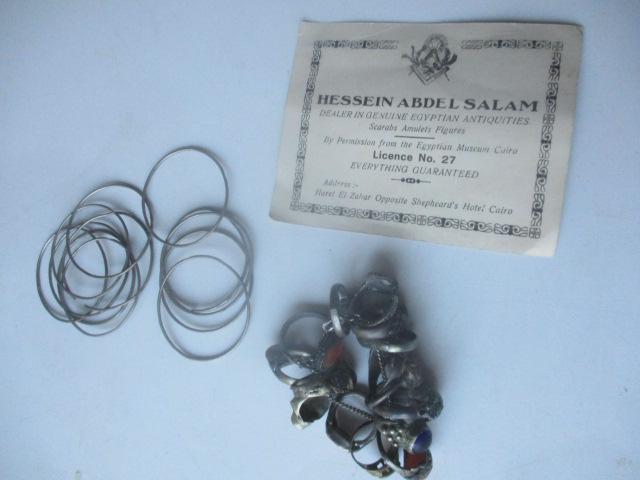 HESSEIN ABDEL SALAM
DEALER IN GENUINE EGYPTIAN ANTIQUITIES
Scarabs Amulets Figures
By Permission from the Egyptian Museum Cairo
Licence No. 27
EVERYTHING GUARANTEED
Address:-
Haret El Zahar Opposite Shepheard's Hotel Cairo